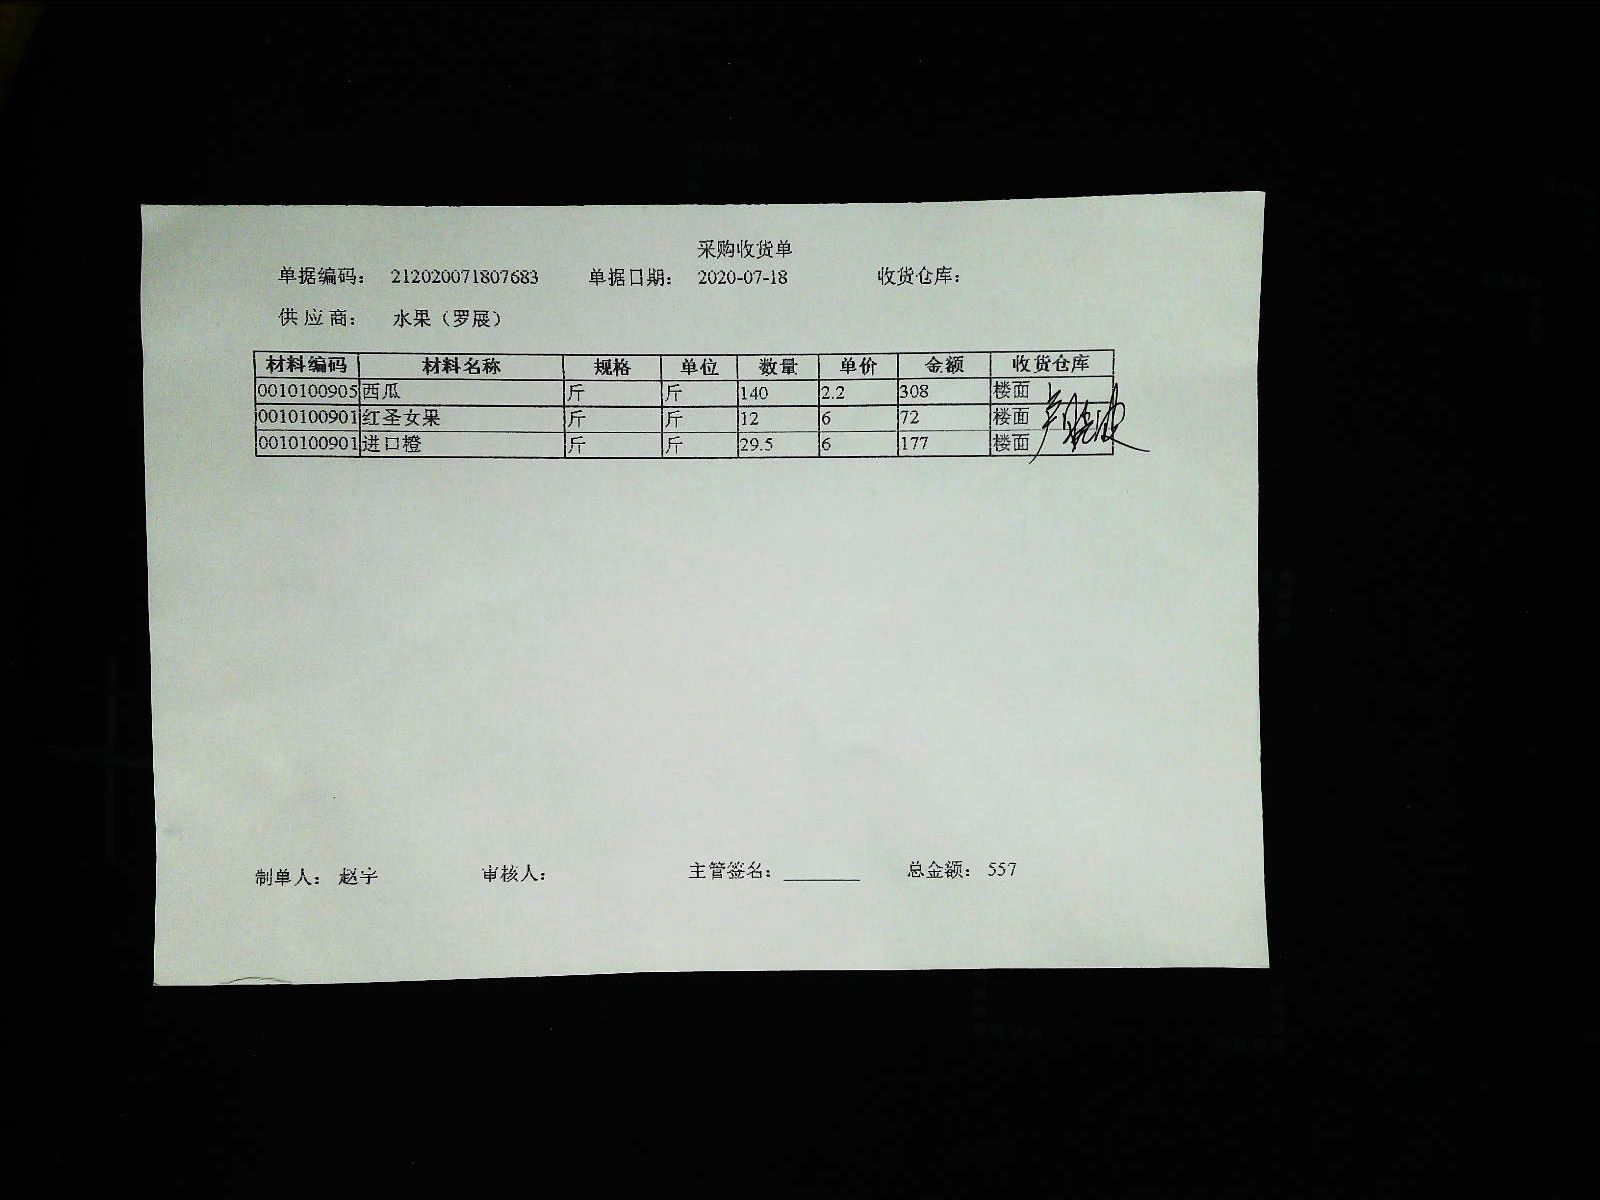 采购收货单
单据编码： 212020071807683 单据日期： 2020-07-18 收货仓库：
供 应 商： 水果（罗展）
材料编码 材料名称 规格 单位 数量 单价 金额 收货仓库
0010100905 西瓜 斤 斤 140 2.2 308 楼面
0010100901 红圣女果 斤 斤 12 6 72 楼面
0010100901 进口橙 斤 斤 29.5 6 177 楼面
制单人： 赵宇 审核人： 主管签名： 总金额： 557